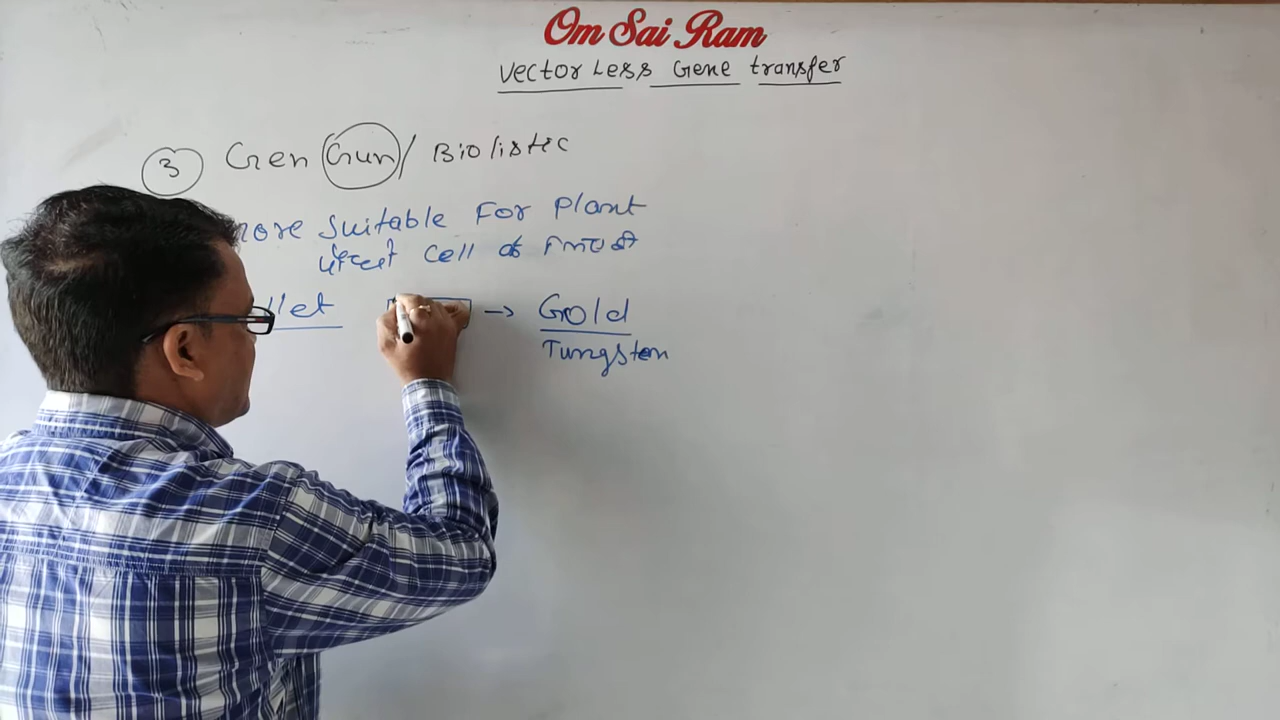 Om Sai Ram
Vector Less Gene transfer
3 Gen Gun / Biolistic
more Suitable For Plant
cell
llet → Gold
Tungsten